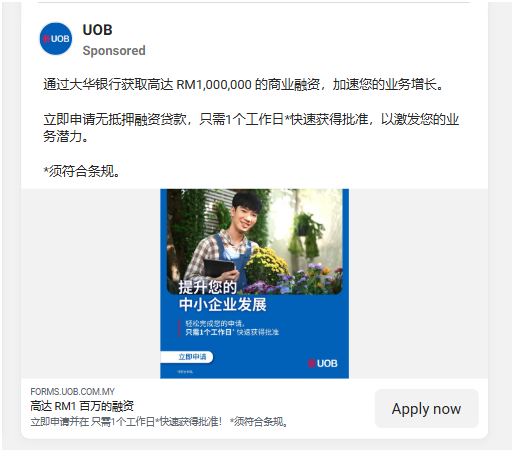 UOB
UOB
Sponsored
通过大华银行获取高达 RM1,000,000 的商业融资，加速您的业务增长。
立即申请无抵押融资贷款，只需1个工作日*快速获得批准，以激发您的业
务潜力。
*须符合条规。
提升您的
中小企业发展
轻松完成您的申请，
只需1个工作日* 快速获得批准
立即申请
UOB
*须符合条规。
FORMS.UOB.COM.MY
高达 RM1 百万的融资
立即申请并在 只需1个工作日*快速获得批准！ *须符合条规。
Apply now